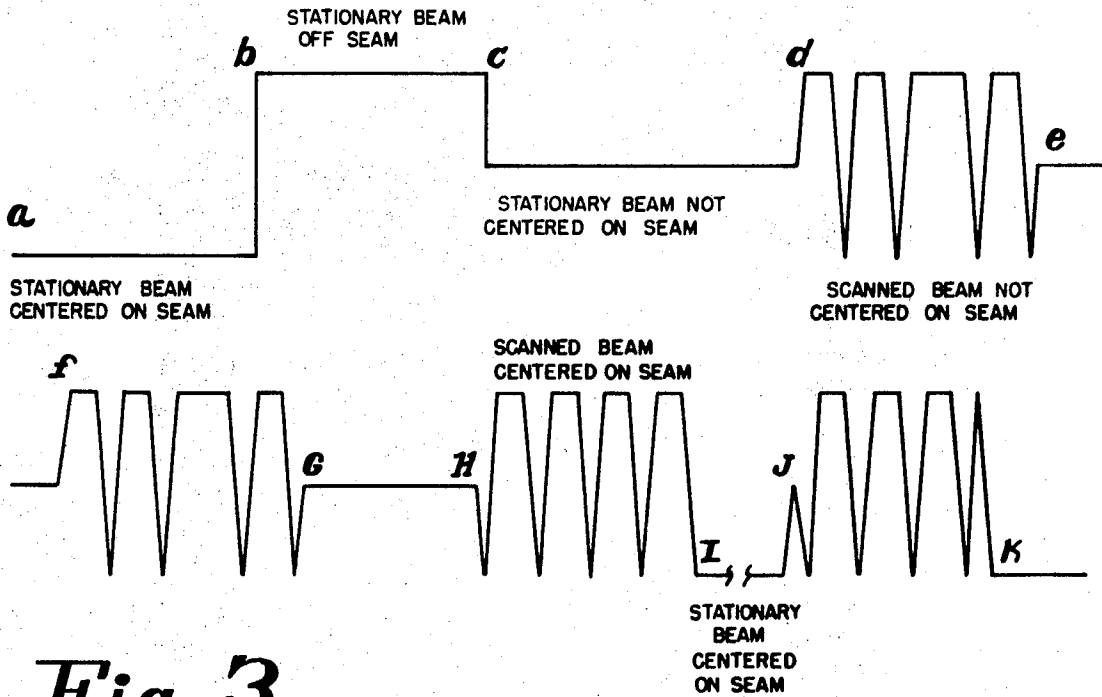 STATIONARY BEAM
OFF SEAM
b
c
d
e
a
STATIONARY BEAM NOT
CENTERED ON SEAM
STATIONARY BEAM
CENTERED ON SEAM
SCANNED BEAM NOT
CENTERED ON SEAM
f
SCANNED BEAM
CENTERED ON SEAM
G
H
J
I
K
STATIONARY
BEAM
CENTERED
ON SEAM
Fig. 3